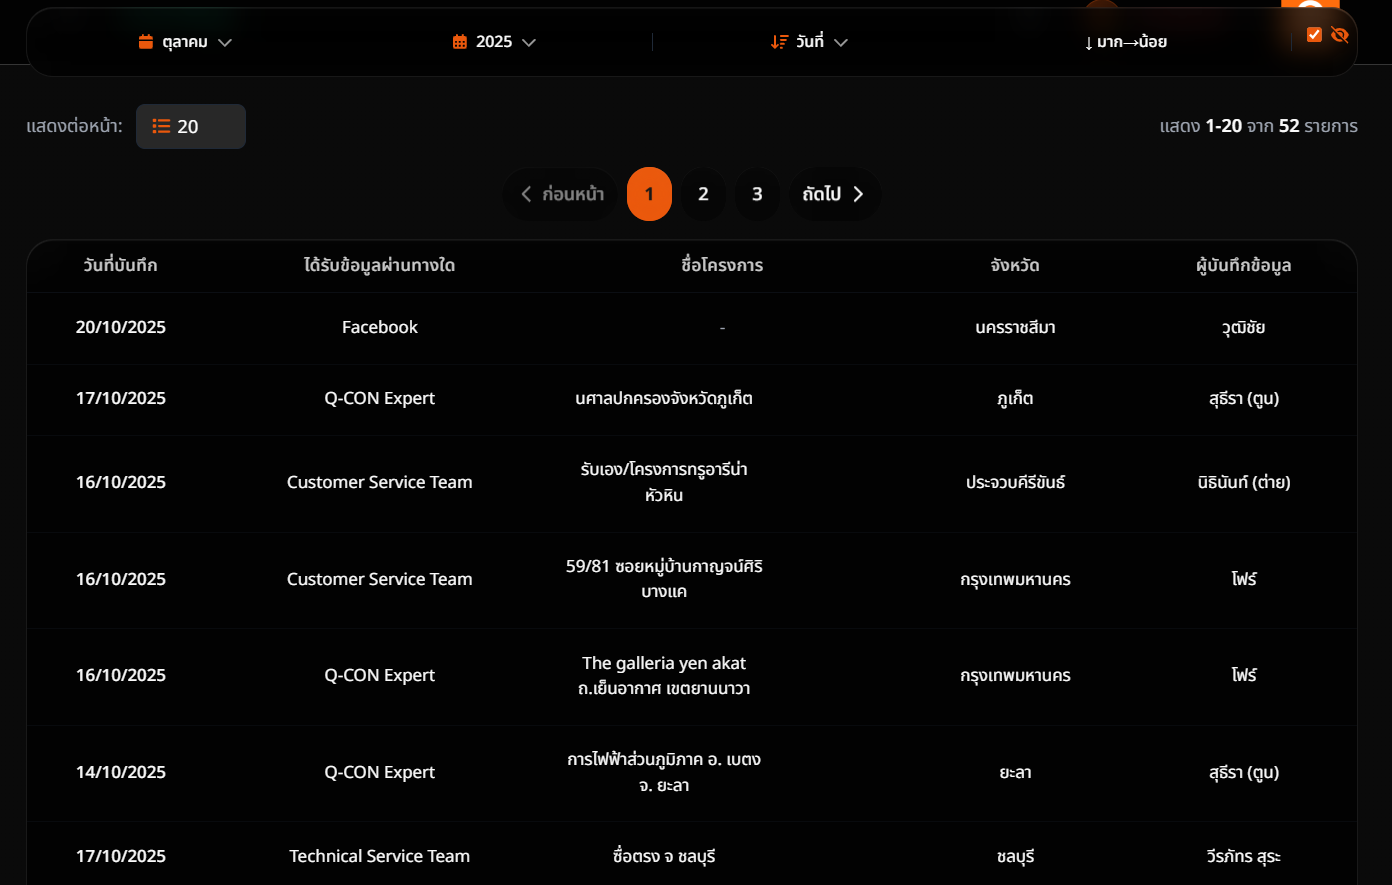 ตุลาคม 2025 วันที่ ↓ มาก→น้อย
แสดงต่อหน้า: 20 แสดง 1-20 จาก 52 รายการ
ก่อนหน้า 1 2 3 ถัดไป
วันที่บันทึก ได้รับข้อมูลผ่านทางใด ชื่อโครงการ จังหวัด ผู้บันทึกข้อมูล
20/10/2025 Facebook - นครราชสีมา วุฒิชัย
17/10/2025 Q-CON Expert นศาลปกครองจังหวัดภูเก็ต ภูเก็ต สุธีรา (ตูน)
16/10/2025 Customer Service Team รับเอง/โครงการทรูอารีน่า
หัวหิน ประจวบคีรีขันธ์ นิธินันท์ (ต่าย)
16/10/2025 Customer Service Team 59/81 ซอยหมู่บ้านกาญจน์ศิริ
บางแค กรุงเทพมหานคร โฟร์
16/10/2025 Q-CON Expert The galleria yen akat
ถ.เย็นอากาศ เขตยานนาวา กรุงเทพมหานคร โฟร์
14/10/2025 Q-CON Expert การไฟฟ้าส่วนภูมิภาค อ. เบตง
จ. ยะลา ยะลา สุธีรา (ตูน)
17/10/2025 Technical Service Team ซื่อตรง จ ชลบุรี ชลบุรี วีรภัทร สุระ